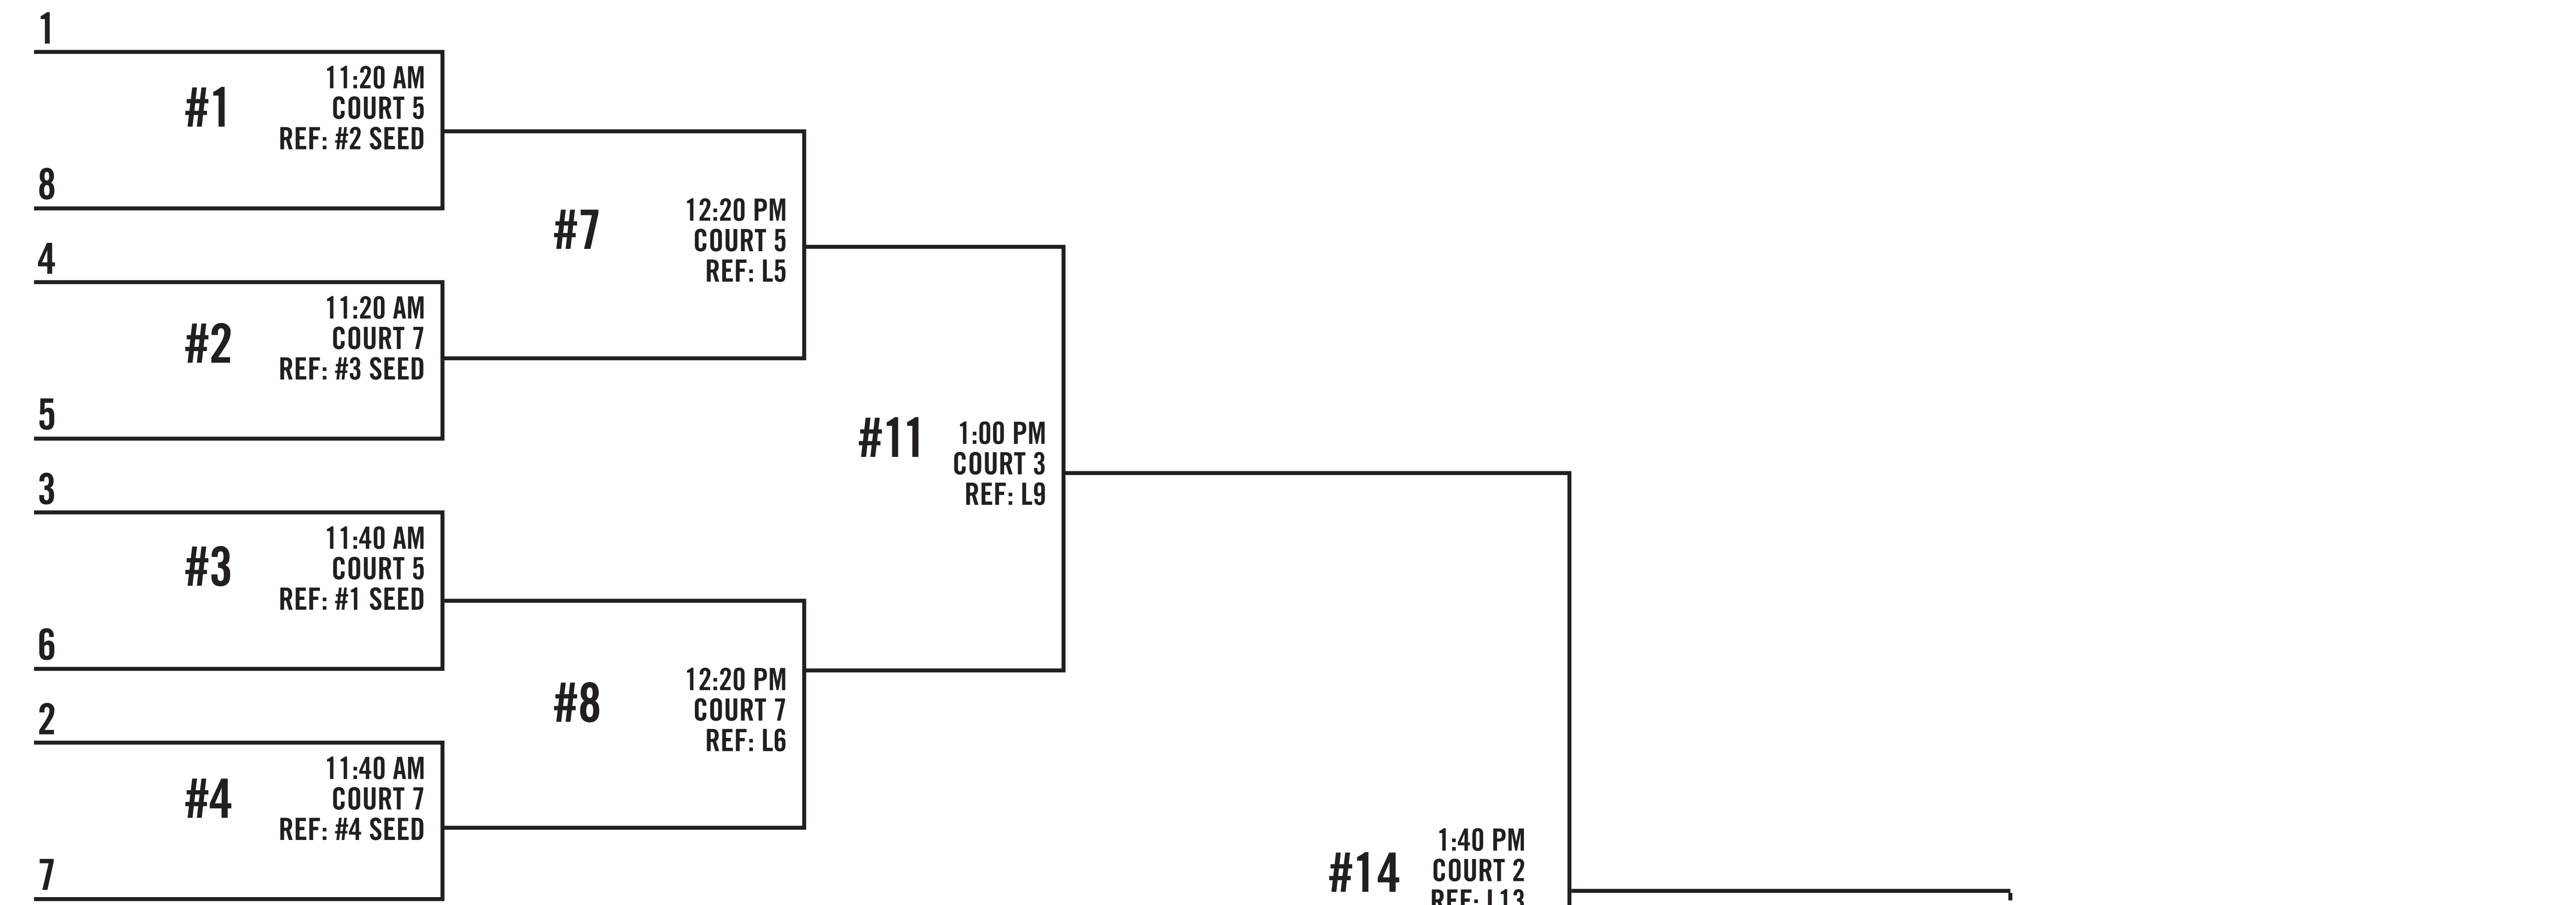 1
#1
11:20 AM
COURT 5
REF: #2 SEED
8
4
#2
11:20 AM
COURT 7
REF: #3 SEED
5
3
#3
11:40 AM
COURT 5
REF: #1 SEED
6
2
#4
11:40 AM
COURT 7
REF: #4 SEED
7
#7
12:20 PM
COURT 5
REF: L5
#8
12:20 PM
COURT 7
REF: L6
#11
1:00 PM
COURT 3
REF: L9
#14
1:40 PM
COURT 2
REF: L13